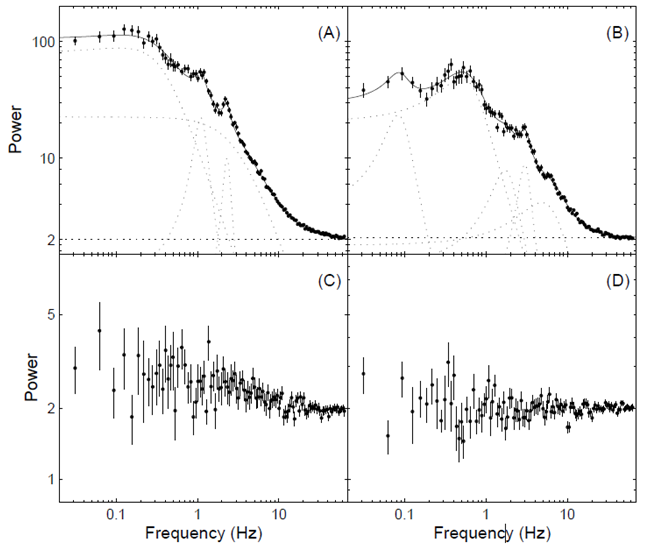 (A) (B)
100
Power
10
2
(C) (D)
5
Power
2
1
0.1 1 10 0.1 1 10
Frequency (Hz) Frequency (Hz)